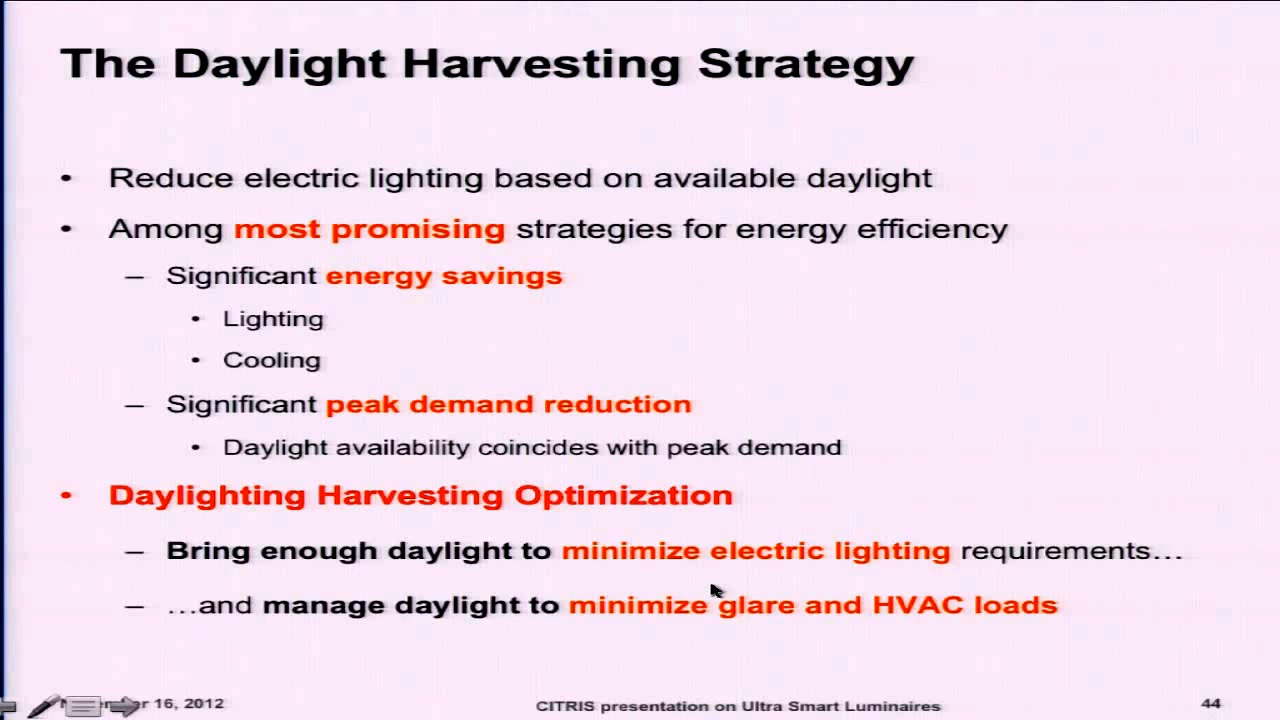 The Daylight Harvesting Strategy
• Reduce electric lighting based on available daylight
• Among most promising strategies for energy efficiency
– Significant energy savings
• Lighting
• Cooling
– Significant peak demand reduction
• Daylight availability coincides with peak demand
• Daylighting Harvesting Optimization
– Bring enough daylight to minimize electric lighting requirements…
– …and manage daylight to minimize glare and HVAC loads
16, 2012
CITRIS presentation on Ultra Smart Luminaires
44